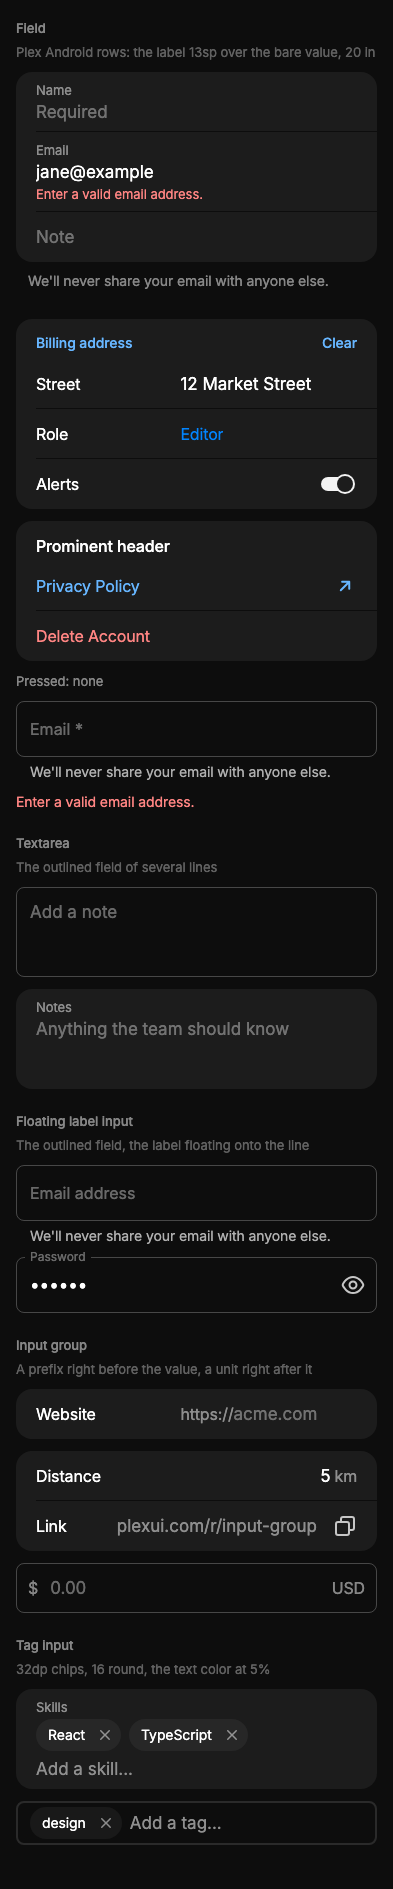 Field
Plex Android rows: the label 13sp over the bare value, 20 in
Name
Required
Email
jane@example
Enter a valid email address.
Note
We'll never share your email with anyone else.
Billing address Clear
Street 12 Market Street
Role Editor
Alerts
Prominent header
Privacy Policy
Delete Account
Pressed: none
Email *
We'll never share your email with anyone else.
Enter a valid email address.
Textarea
The outlined field of several lines
Add a note
Notes
Anything the team should know
Floating label input
The outlined field, the label floating onto the line
Email address
We'll never share your email with anyone else.
Password
••••••
Input group
A prefix right before the value, a unit right after it
Website https://acme.com
Distance 5 km
Link plexui.com/r/input-group
$ 0.00 USD
Tag input
32dp chips, 16 round, the text color at 5%
Skills
React TypeScript
Add a skill...
design Add a tag...